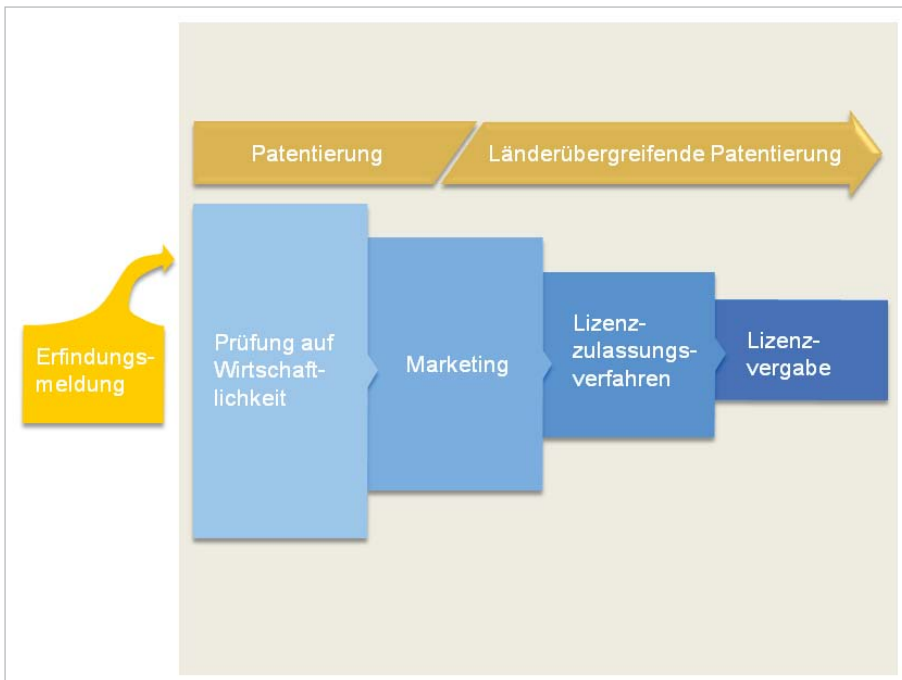 Patentierung
Länderübergreifende Patentierung
Erfindungs-
meldung
Prüfung auf
Wirtschaft-
lichkeit
Marketing
Lizenz-
zulassungs-
verfahren
Lizenz-
vergabe